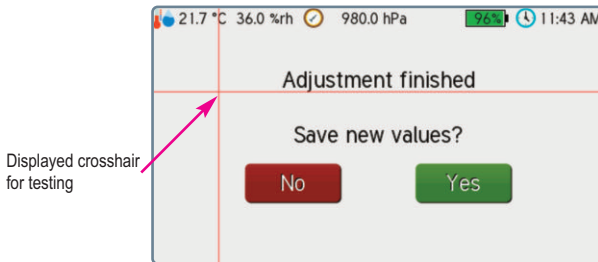 21.7 °C 36.0 %rh 980.0 hPa 96% 11:43 AM
Adjustment finished
Save new values?
Displayed crosshair
for testing
No Yes